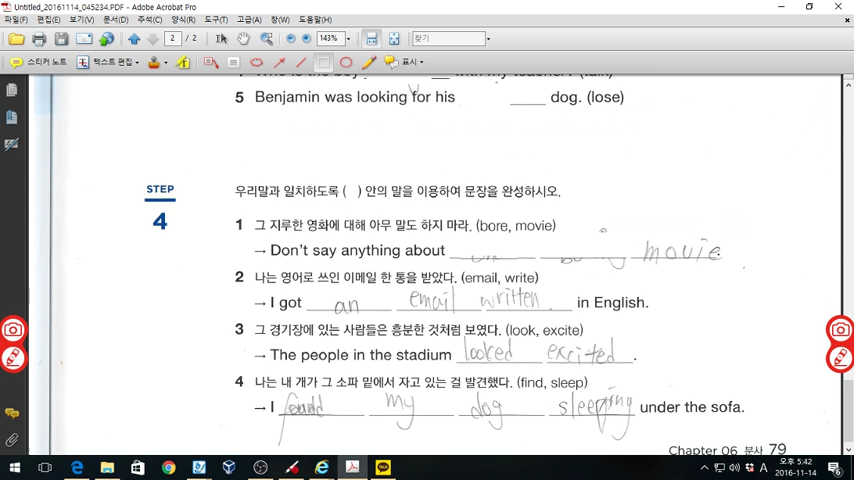 Untitled_20161114_045234.PDF - Adobe Acrobat Pro
파일(F) 편집(E) 보기(V) 문서(D) 주석(C) 양식(R) 도구(T) 고급(A) 창(W) 도움말(H)
2 / 2 143% 찾기
스티커 노트 텍스트 편집 표시
with my teacher? (talk)
5 Benjamin was looking for his ____ dog. (lose)
STEP 4
우리말과 일치하도록 ( ) 안의 말을 이용하여 문장을 완성하시오.
1 그 지루한 영화에 대해 아무 말도 하지 마라. (bore, movie)
→ Don't say anything about movie.
2 나는 영어로 쓰인 이메일 한 통을 받았다. (email, write)
→ I got an email written in English.
3 그 경기장에 있는 사람들은 흥분한 것처럼 보였다. (look, excite)
→ The people in the stadium looked excited.
4 나는 내 개가 그 소파 밑에서 자고 있는 걸 발견했다. (find, sleep)
→ I found my dog sleeping under the sofa.
Chapter 06 분사 79
A 오후 5:42
2016-11-14